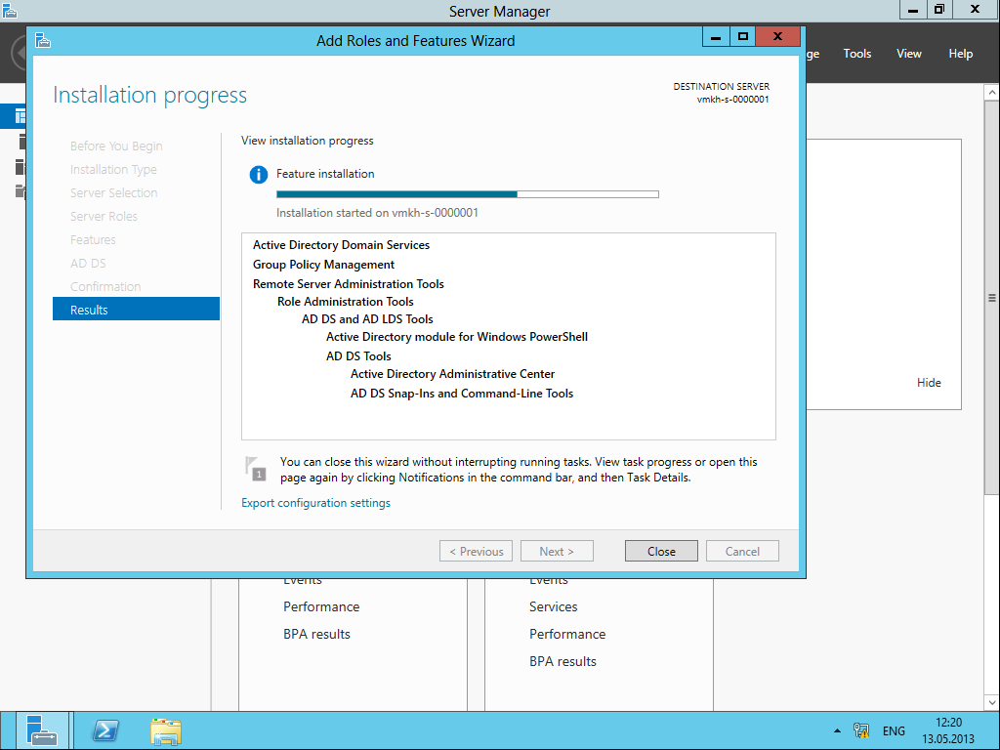 Server Manager
Add Roles and Features Wizard
Tools View Help
Installation progress
DESTINATION SERVER
vmkh-s-0000001
Before You Begin
Installation Type
Server Selection
Server Roles
Features
AD DS
Confirmation
Results
View installation progress
Feature installation
Installation started on vmkh-s-0000001
Active Directory Domain Services
Group Policy Management
Remote Server Administration Tools
Role Administration Tools
AD DS and AD LDS Tools
Active Directory module for Windows PowerShell
AD DS Tools
Active Directory Administrative Center
AD DS Snap-Ins and Command-Line Tools
1
You can close this wizard without interrupting running tasks. View task progress or open this
page again by clicking Notifications in the command bar, and then Task Details.
Export configuration settings
< Previous Next > Close Cancel
Hide
Events
Performance
BPA results
Events
Services
Performance
BPA results
ENG
12:20
13.05.2013